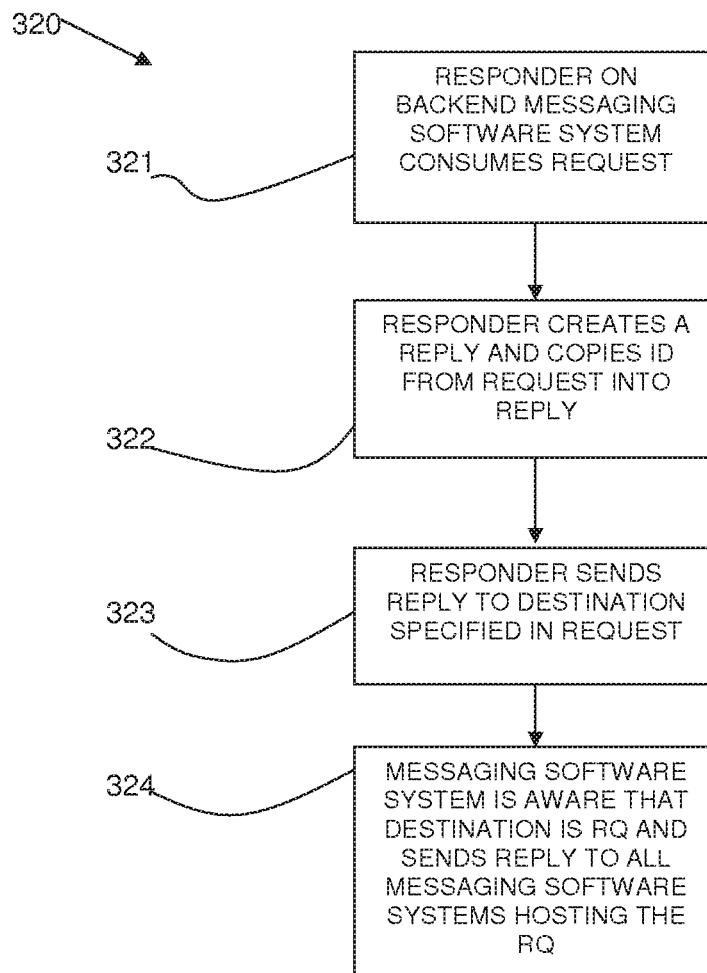 320
RESPONDER ON
BACKEND MESSAGING
SOFTWARE SYSTEM
CONSUMES REQUEST
321
RESPONDER CREATES A
REPLY AND COPIES ID
FROM REQUEST INTO
REPLY
322
RESPONDER SENDS
REPLY TO DESTINATION
SPECIFIED IN REQUEST
323
MESSAGING SOFTWARE
SYSTEM IS AWARE THAT
DESTINATION IS RQ AND
SENDS REPLY TO ALL
MESSAGING SOFTWARE
SYSTEMS HOSTING THE
RQ
324